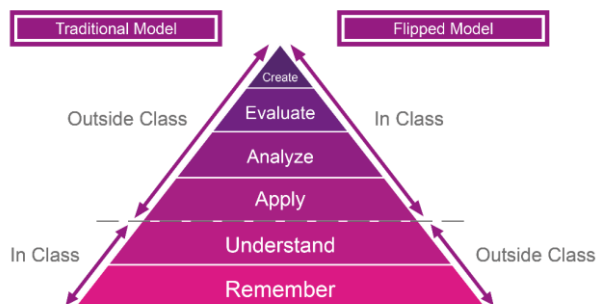 Traditional Model
Flipped Model
Create
Evaluate
Outside Class
In Class
Analyze
Apply
Understand
In Class
Outside Class
Remember